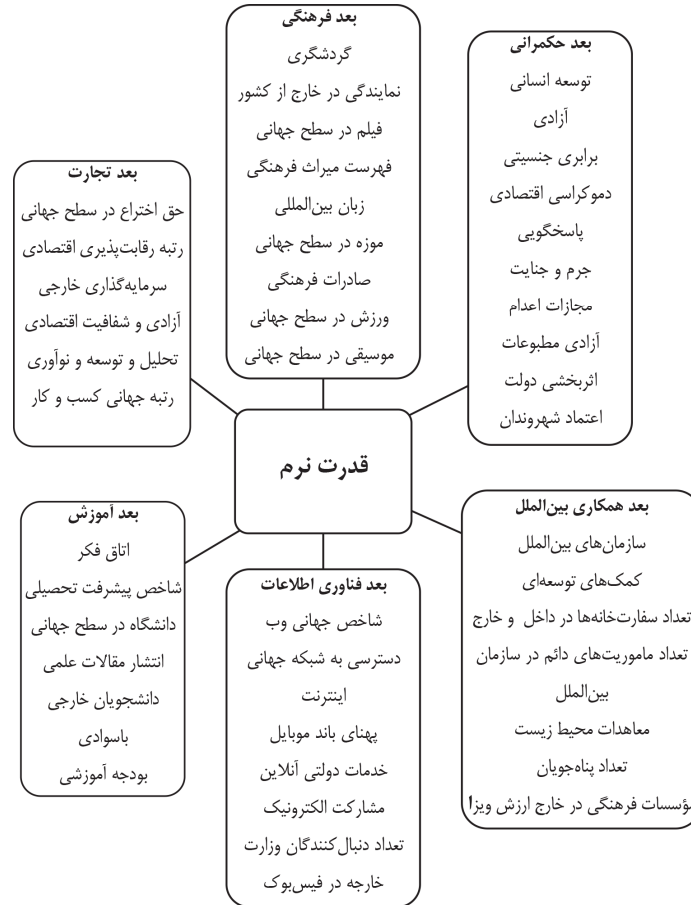 بعد فرهنگی
گردشگری
نمایندگی در خارج از کشور
فیلم در سطح جهانی
فهرست میراث فرهنگی
زبان بین‌المللی
موزه در سطح جهانی
صادرات فرهنگی
ورزش در سطح جهانی
موسیقی در سطح جهانی
بعد حکمرانی
توسعه انسانی
آزادی
برابری جنسیتی
دموکراسی اقتصادی
پاسخگویی
جرم و جنایت
مجازات اعدام
آزادی مطبوعات
اثربخشی دولت
اعتماد شهروندان
بعد تجارت
حق اختراع در سطح جهانی
رتبه رقابت‌پذیری اقتصادی
سرمایه‌گذاری خارجی
آزادی و شفافیت اقتصادی
تحلیل و توسعه و نوآوری
رتبه جهانی کسب و کار
قدرت نرم
بعد همکاری بین‌الملل
سازمان‌های بین‌الملل
کمک‌های توسعه‌ای
تعداد سفارت‌خانه‌ها در داخل و خارج
تعداد ماموریت‌های دائم در سازمان
بین‌الملل
معاهدات محیط زیست
تعداد پناه‌جویان
ؤسسات فرهنگی در خارج ارزش ویزا
بعد آموزش
اتاق فکر
شاخص پیشرفت تحصیلی
دانشگاه در سطح جهانی
انتشار مقالات علمی
دانشجویان خارجی
باسوادی
بودجه آموزشی
بعد فناوری اطلاعات
شاخص جهانی وب
دسترسی به شبکه جهانی
اینترنت
پهنای باند موبایل
خدمات دولتی آنلاین
مشارکت الکترونیک
تعداد دنبال‌کنندگان وزارت
خارجه در فیس‌بوک